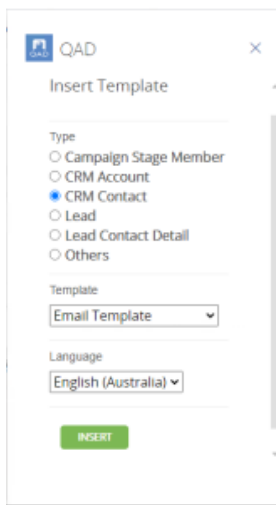 QAD
QAD
Insert Template
Type
Campaign Stage Member
CRM Account
CRM Contact
Lead
Lead Contact Detail
Others
Template
Email Template
Language
English (Australia)
INSERT